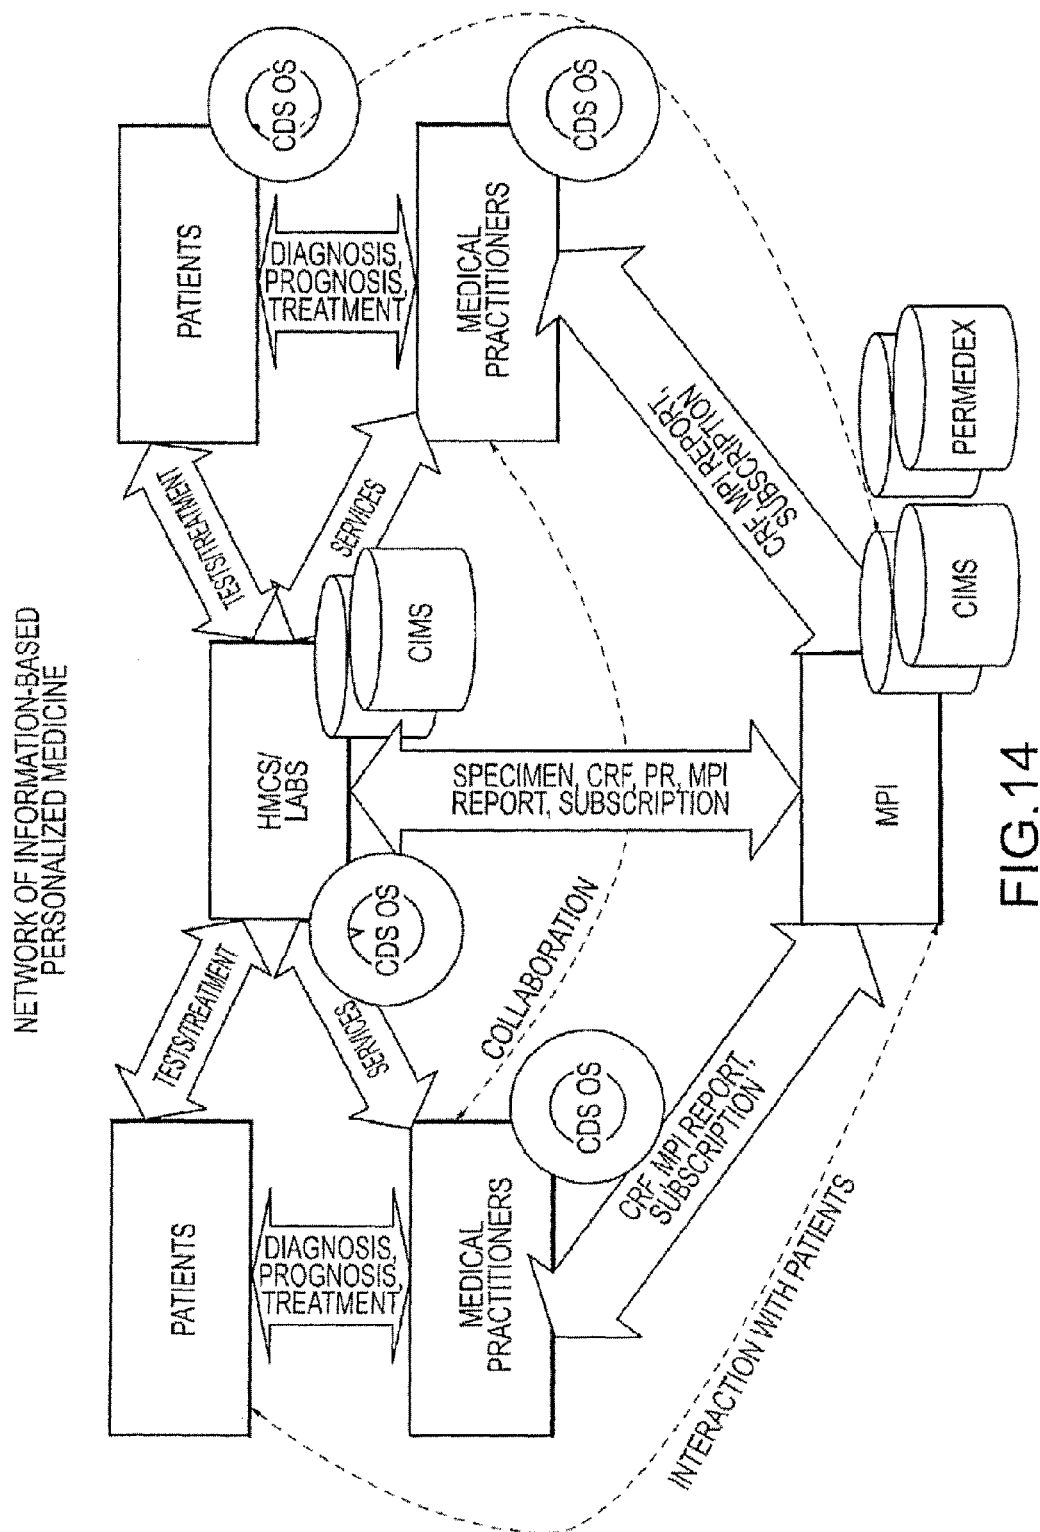 NETWORK OF INFORMATION-BASED
PERSONALIZED MEDICINE
PATIENTS
TESTS/TREATMENT
HMCS/
LABS
TESTS/TREATMENT
PATIENTS
CDS OS
DIAGNOSIS,
PROGNOSIS,
TREATMENT
SERVICES
CDS OS
CIMS
SERVICES
DIAGNOSIS,
PROGNOSIS,
TREATMENT
MEDICAL
PRACTITIONERS
CDS OS
COLLABORATION
SPECIMEN, CRF, PR, MPI
REPORT, SUBSCRIPTION
MEDICAL
PRACTITIONERS
CDS OS
CRF MPI REPORT,
SUBSCRIPTION
CRF MPI REPORT,
SUBSCRIPTION
INTERACTION WITH PATIENTS
MPI
CIMS
PERMEDEX
FIG.14